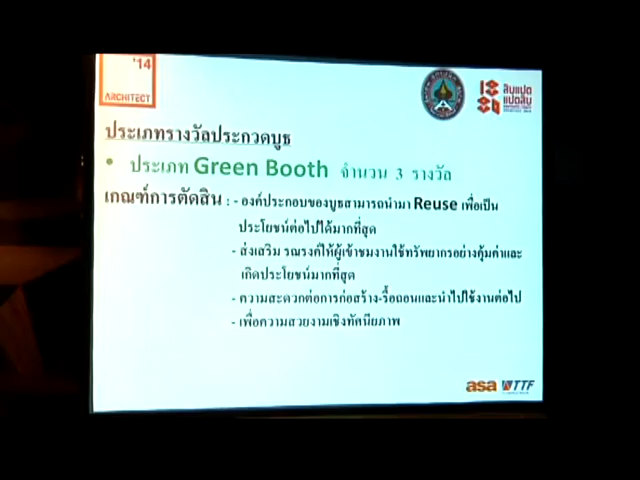 '14
ARCHITECT
สิบแปด
แปดสิบ
ประเภทรางวัลประกวดบูธ
• ประเภท Green Booth จำนวน 3 รางวัล
เกณฑ์การตัดสิน : - องค์ประกอบของบูธสามารถนำมา Reuse เพื่อเป็น
ประโยชน์ต่อไปได้มากที่สุด
- ส่งเสริม รณรงค์ให้ผู้เข้าชมงานใช้ทรัพยากรอย่างคุ้มค่าและ
เกิดประโยชน์มากที่สุด
- ความสะดวกต่อการก่อสร้าง-รื้อถอนและนำไปใช้งานต่อไป
- เพื่อความสวยงามเชิงทัศนียภาพ
asa TTF